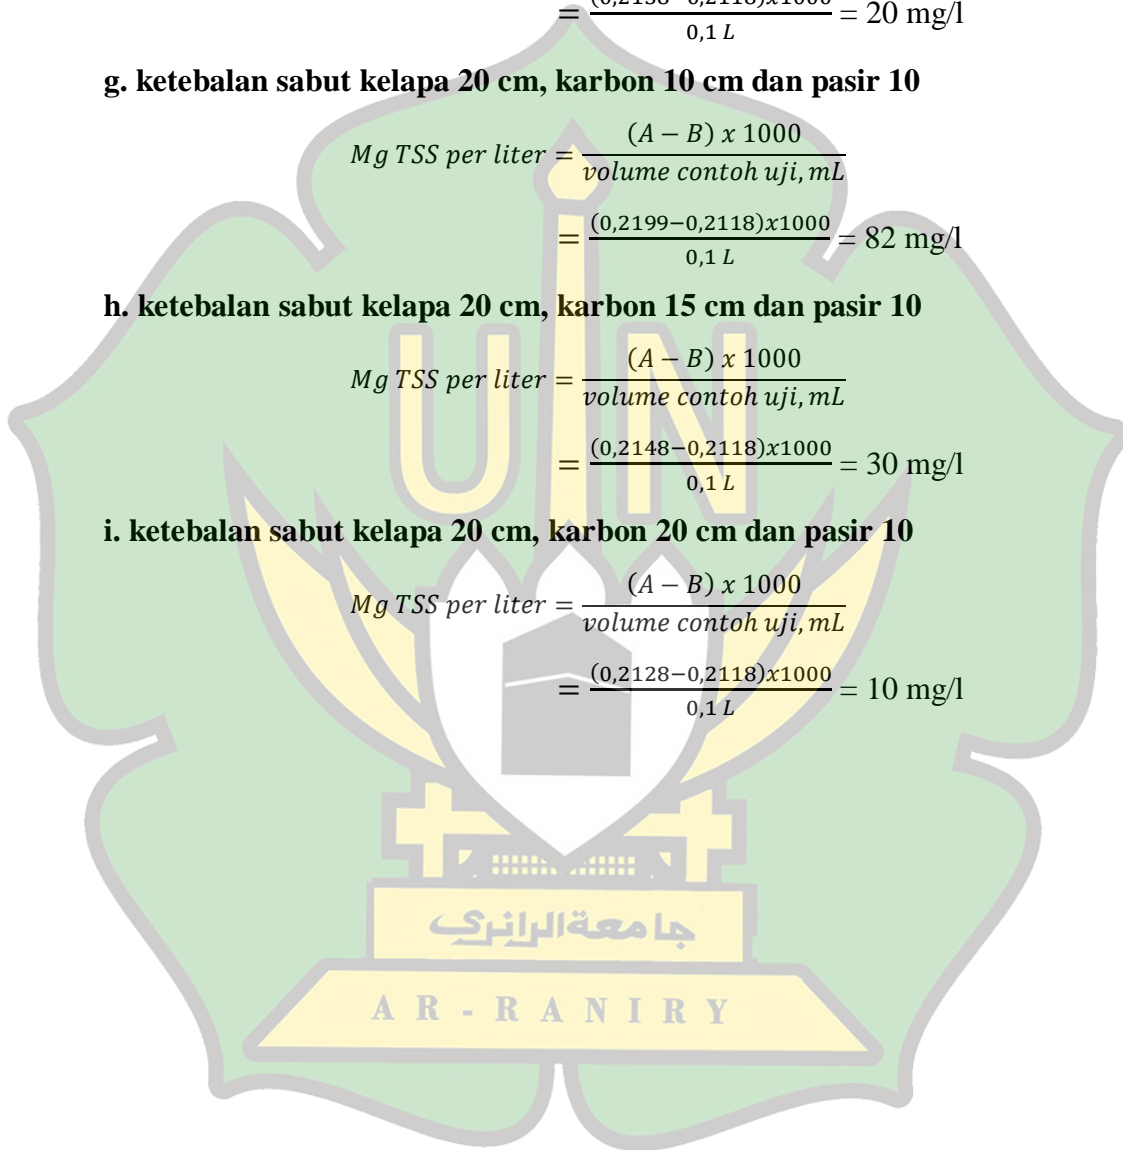 = (0,2138−0,2118)x1000 / 0,1 L = 20 mg/l
g. ketebalan sabut kelapa 20 cm, karbon 10 cm dan pasir 10
Mg TSS per liter = (A − B) x 1000 / volume contoh uji, mL
= (0,2199−0,2118)x1000 / 0,1 L = 82 mg/l
h. ketebalan sabut kelapa 20 cm, karbon 15 cm dan pasir 10
Mg TSS per liter = (A − B) x 1000 / volume contoh uji, mL
= (0,2148−0,2118)x1000 / 0,1 L = 30 mg/l
i. ketebalan sabut kelapa 20 cm, karbon 20 cm dan pasir 10
Mg TSS per liter = (A − B) x 1000 / volume contoh uji, mL
= (0,2128−0,2118)x1000 / 0,1 L = 10 mg/l
UIN
جامعة الرانري
AR-RANIRY